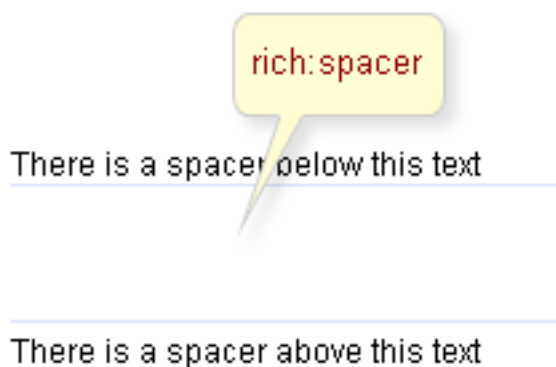 rich:spacer
There is a spacer below this text
There is a spacer above this text